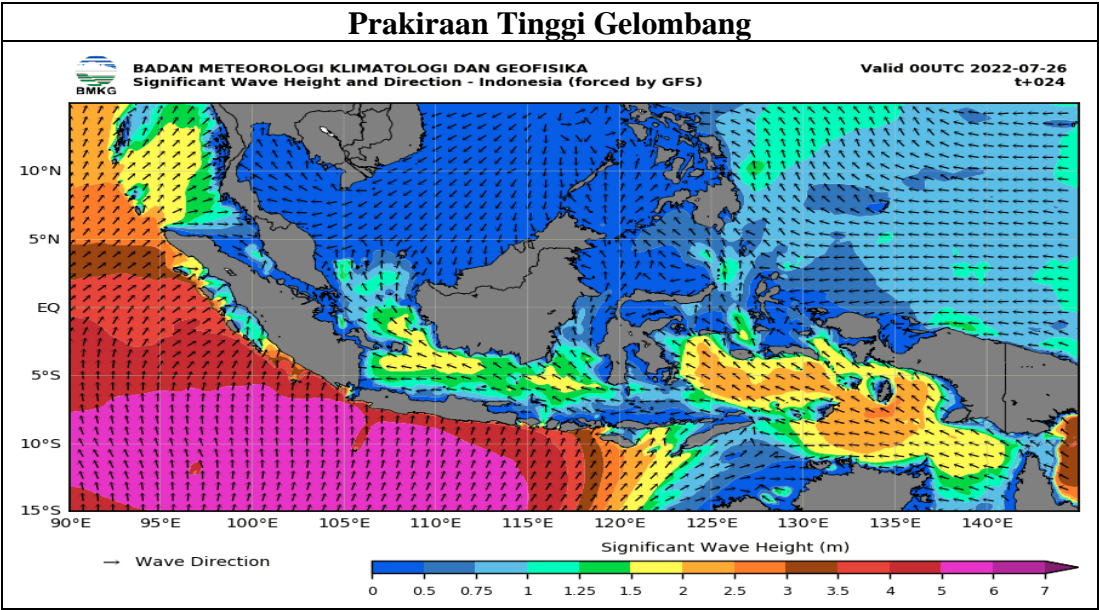 Prakiraan Tinggi Gelombang
BMKG
BADAN METEOROLOGI KLIMATOLOGI DAN GEOFISIKA
Significant Wave Height and Direction - Indonesia (forced by GFS)
Valid 00UTC 2022-07-26
t+024
10°N
5°N
EQ
5°S
10°S
15°S
90°E 95°E 100°E 105°E 110°E 115°E 120°E 125°E 130°E 135°E 140°E
Wave Direction
Significant Wave Height (m)
0 0.5 0.75 1 1.25 1.5 2 2.5 3 3.5 4 5 6 7